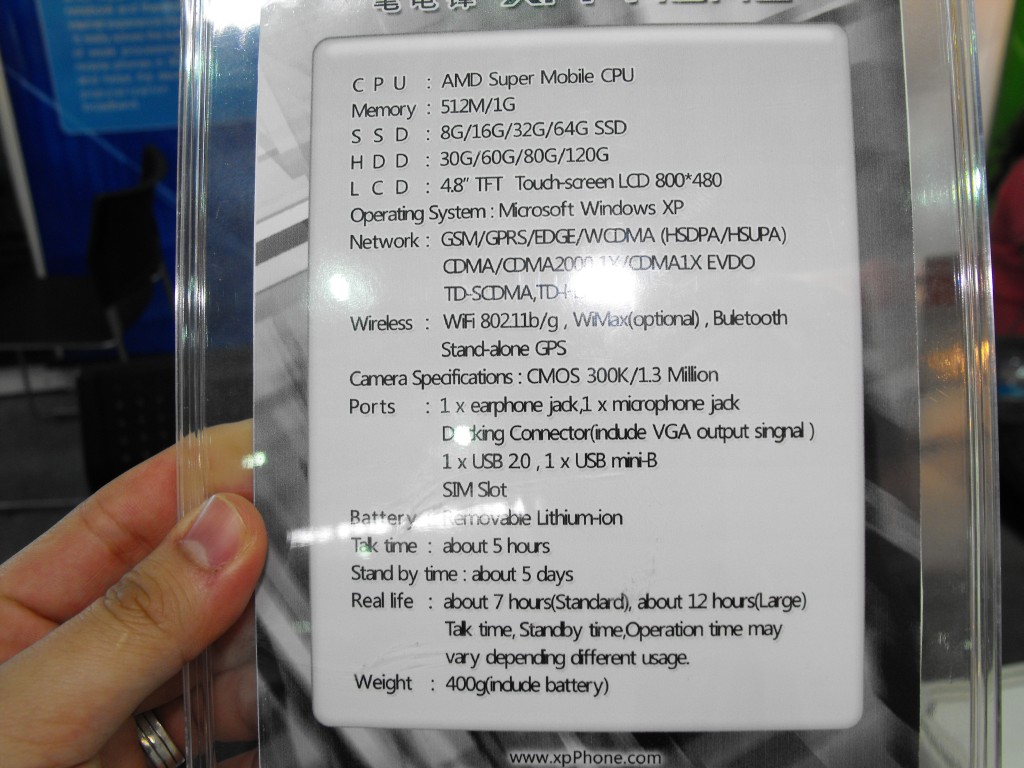 C P U : AMD Super Mobile CPU
Memory : 512M/1G
S S D : 8G/16G/32G/64G SSD
H D D : 30G/60G/80G/120G
L C D : 4.8" TFT Touch-screen LCD 800*480
Operating System : Microsoft Windows XP
Network : GSM/GPRS/EDGE/WCDMA (HSDPA/HSUPA)
CDMA/CDMA2000 1X/CDMA1X EVDO
TD-SCDMA,
Wireless : WiFi 802.11b/g , WiMax(optional) , Buletooth
Stand-alone GPS
Camera Specifications : CMOS 300K/1.3 Million
Ports : 1 x earphone jack,1 x microphone jack
Docking Connector(include VGA output singnal )
1 x USB 2.0 , 1 x USB mini-B
SIM Slot
Battery : Removable Lithium-ion
Talk time : about 5 hours
Stand by time : about 5 days
Real life : about 7 hours(Standard), about 12 hours(Large)
Talk time, Standby time,Operation time may
vary depending different usage.
Weight : 400g(include battery)
www.xpPhone.com